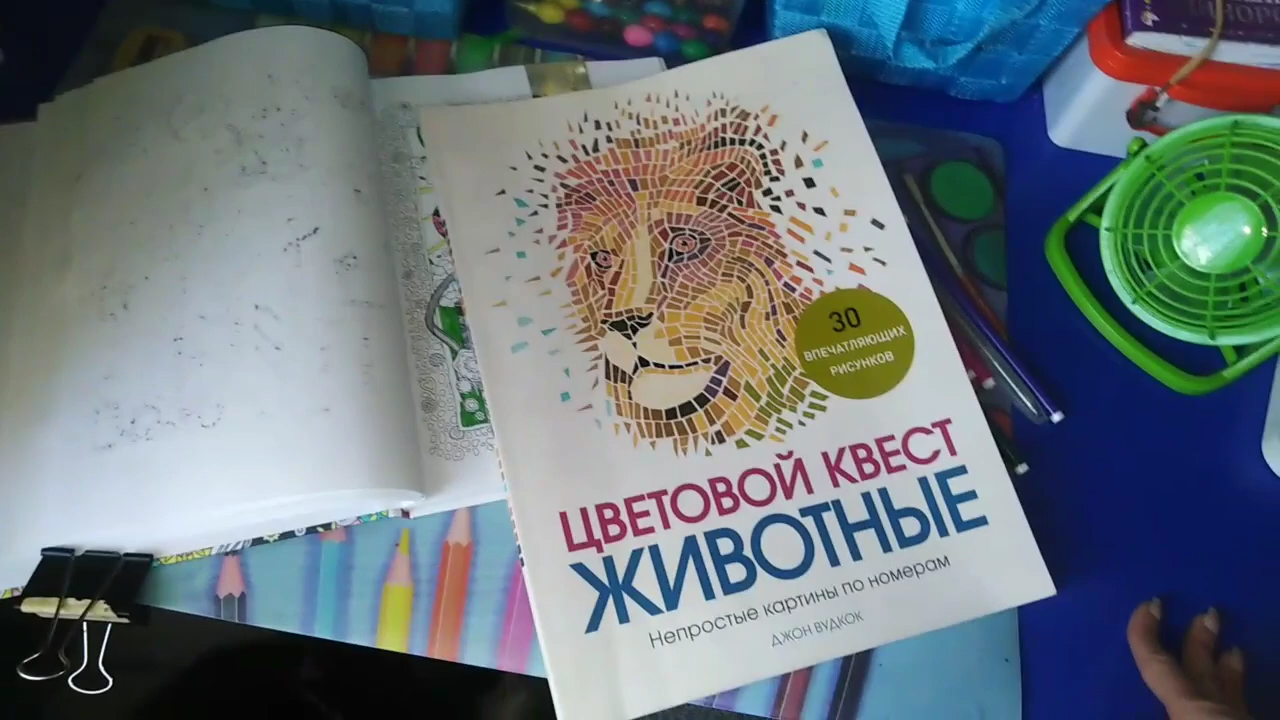 30
ВПЕЧАТЛЯЮЩИХ
РИСУНКОВ
ЦВЕТОВОЙ КВЕСТ
ЖИВОТНЫЕ
Непростые картины по номерам
ДЖОН ВУДКОК